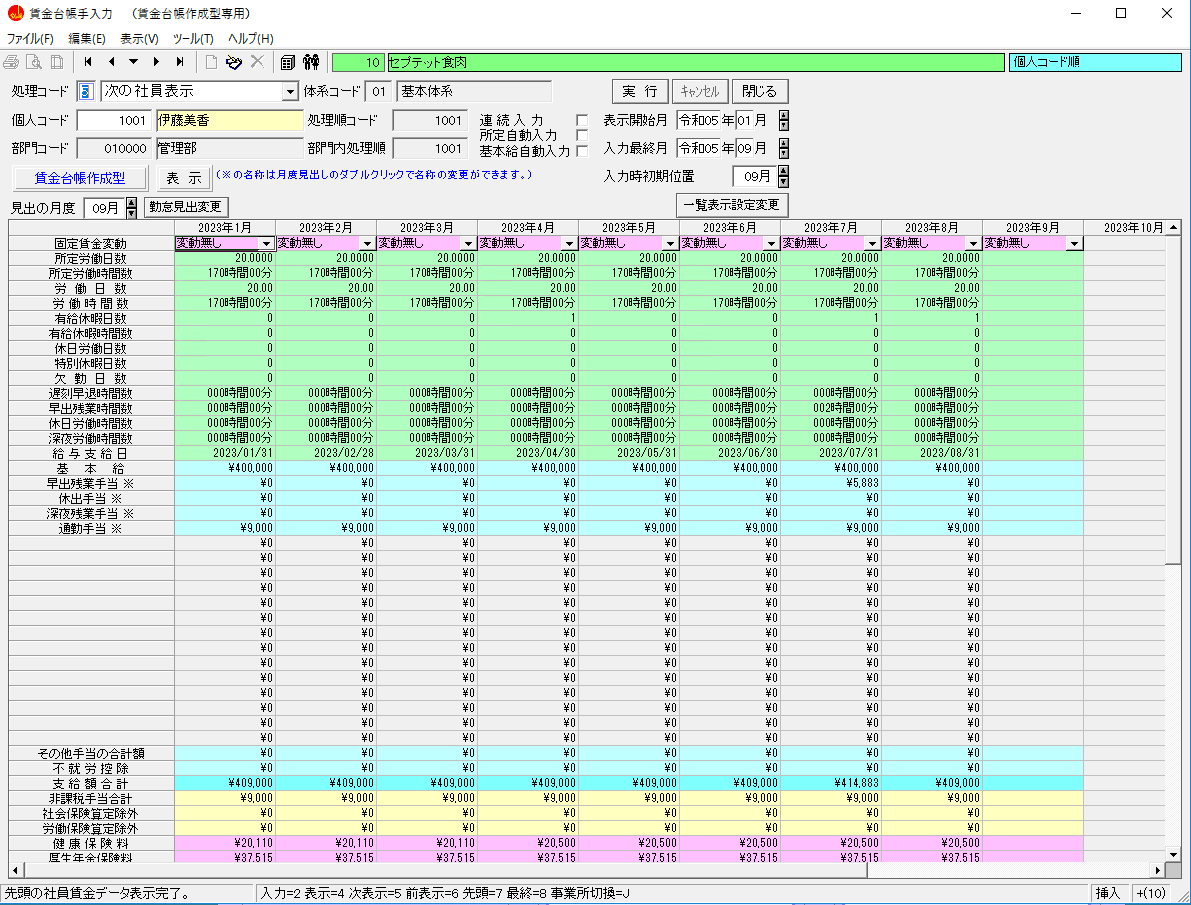 賃金台帳手入力　（賃金台帳作成型専用）
ファイル(F) 編集(E) 表示(V) ツール(T) ヘルプ(H)
10 セプテット食肉 個人コード順
処理コード 5 次の社員表示 体系コード 01 基本体系 実 行 ｷｬﾝｾﾙ 閉じる
個人コード 1001 伊藤美香 処理順コード 1001 連 続 入 力 表示開始月 令和05 年 01 月
所定自動入力
部門コード 010000 管理部 部門内処理順 1001 基本給自動入力 入力最終月 令和05 年 09 月
賃金台帳作成型 表 示 (※の名称は月度見出しのダブルクリックで名称の変更ができます。) 入力時初期位置 09月
見出の月度 09月 勤怠見出変更 一覧表示設定変更
2023年1月 2023年2月 2023年3月 2023年4月 2023年5月 2023年6月 2023年7月 2023年8月 2023年9月 2023年10月
固定賃金変動 変動無し 変動無し 変動無し 変動無し 変動無し 変動無し 変動無し 変動無し 変動無し
所定労働日数 20.0000 20.0000 20.0000 20.0000 20.0000 20.0000 20.0000 20.0000
所定労働時間数 170時間00分 170時間00分 170時間00分 170時間00分 170時間00分 170時間00分 170時間00分 170時間00分
労 働 日 数 20.00 20.00 20.00 20.00 20.00 20.00 20.00 20.00
労 働 時 間 数 170時間00分 170時間00分 170時間00分 170時間00分 170時間00分 170時間00分 170時間00分 170時間00分
有給休暇日数 0 0 0 1 0 0 1 1
有給休暇時間数 0 0 0 0 0 0 0 0
休日労働日数 0 0 0 0 0 0 0 0
特別休暇日数 0 0 0 0 0 0 0 0
欠 勤 日 数 0 0 0 0 0 0 0 0
遅刻早退時間数 000時間00分 000時間00分 000時間00分 000時間00分 000時間00分 000時間00分 000時間00分 000時間00分
早出残業時間数 000時間00分 000時間00分 000時間00分 000時間00分 000時間00分 000時間00分 002時間00分 000時間00分
休日労働時間数 000時間00分 000時間00分 000時間00分 000時間00分 000時間00分 000時間00分 000時間00分 000時間00分
深夜労働時間数 000時間00分 000時間00分 000時間00分 000時間00分 000時間00分 000時間00分 000時間00分 000時間00分
給 与 支 給 日 2023/01/31 2023/02/28 2023/03/31 2023/04/30 2023/05/31 2023/06/30 2023/07/31 2023/08/31
基 本 給 ¥400,000 ¥400,000 ¥400,000 ¥400,000 ¥400,000 ¥400,000 ¥400,000 ¥400,000
早出残業手当 ※ ¥0 ¥0 ¥0 ¥0 ¥0 ¥0 ¥5,883 ¥0
休出手当 ※ ¥0 ¥0 ¥0 ¥0 ¥0 ¥0 ¥0 ¥0
深夜残業手当 ※ ¥0 ¥0 ¥0 ¥0 ¥0 ¥0 ¥0 ¥0
通勤手当 ※ ¥9,000 ¥9,000 ¥9,000 ¥9,000 ¥9,000 ¥9,000 ¥9,000 ¥9,000
¥0 ¥0 ¥0 ¥0 ¥0 ¥0 ¥0 ¥0
¥0 ¥0 ¥0 ¥0 ¥0 ¥0 ¥0 ¥0
¥0 ¥0 ¥0 ¥0 ¥0 ¥0 ¥0 ¥0
¥0 ¥0 ¥0 ¥0 ¥0 ¥0 ¥0 ¥0
¥0 ¥0 ¥0 ¥0 ¥0 ¥0 ¥0 ¥0
¥0 ¥0 ¥0 ¥0 ¥0 ¥0 ¥0 ¥0
¥0 ¥0 ¥0 ¥0 ¥0 ¥0 ¥0 ¥0
¥0 ¥0 ¥0 ¥0 ¥0 ¥0 ¥0 ¥0
¥0 ¥0 ¥0 ¥0 ¥0 ¥0 ¥0 ¥0
¥0 ¥0 ¥0 ¥0 ¥0 ¥0 ¥0 ¥0
¥0 ¥0 ¥0 ¥0 ¥0 ¥0 ¥0 ¥0
¥0 ¥0 ¥0 ¥0 ¥0 ¥0 ¥0 ¥0
¥0 ¥0 ¥0 ¥0 ¥0 ¥0 ¥0 ¥0
¥0 ¥0 ¥0 ¥0 ¥0 ¥0 ¥0 ¥0
その他手当の合計額 ¥0 ¥0 ¥0 ¥0 ¥0 ¥0 ¥0 ¥0
不 就 労 控 除 ¥0 ¥0 ¥0 ¥0 ¥0 ¥0 ¥0 ¥0
支 給 額 合 計 ¥409,000 ¥409,000 ¥409,000 ¥409,000 ¥409,000 ¥409,000 ¥414,883 ¥409,000
非課税手当合計 ¥9,000 ¥9,000 ¥9,000 ¥9,000 ¥9,000 ¥9,000 ¥9,000 ¥9,000
社会保険算定除外 ¥0 ¥0 ¥0 ¥0 ¥0 ¥0 ¥0 ¥0
労働保険算定除外 ¥0 ¥0 ¥0 ¥0 ¥0 ¥0 ¥0 ¥0
健 康 保 険 料 ¥20,110 ¥20,110 ¥20,110 ¥20,500 ¥20,500 ¥20,500 ¥20,500 ¥20,500
厚生年金保険料 ¥37,515 ¥37,515 ¥37,515 ¥37,515 ¥37,515 ¥37,515 ¥37,515 ¥37,515
先頭の社員賃金データ表示完了。 入力=2 表示=4 次表示=5 前表示=6 先頭=7 最終=8 事業所切換=J 挿入 +(10)